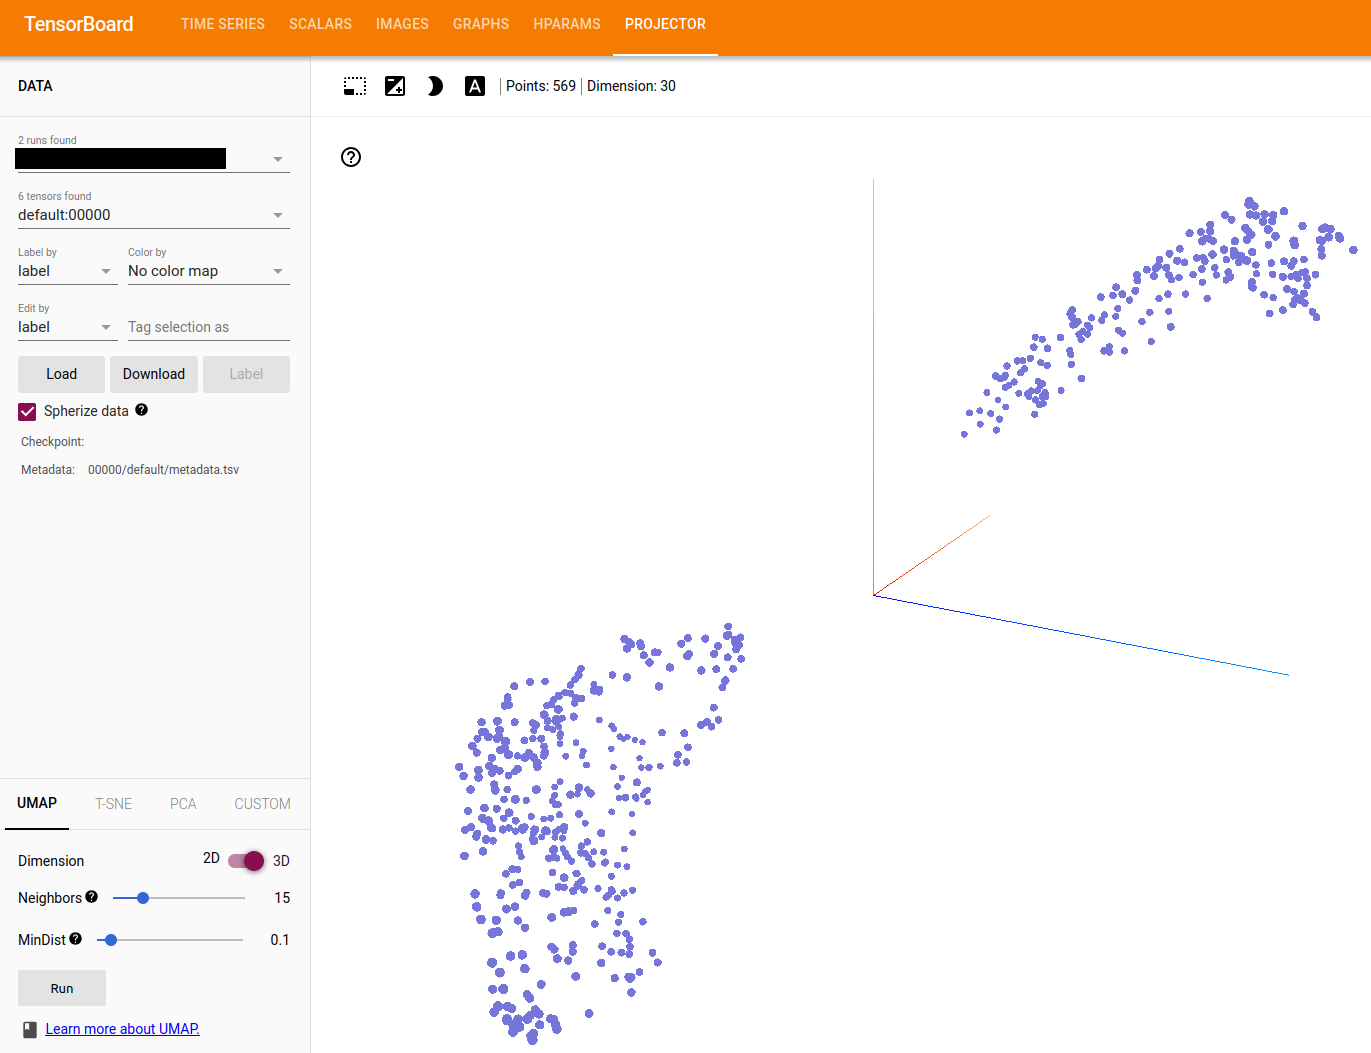 TensorBoard TIME SERIES SCALARS IMAGES GRAPHS HPARAMS PROJECTOR
DATA
A Points: 569 Dimension: 30
2 runs found
6 tensors found
default:00000
Label by Color by
label No color map
Edit by
label Tag selection as
Load Download Label
Spherize data ?
Checkpoint:
Metadata: 00000/default/metadata.tsv
?
UMAP T-SNE PCA CUSTOM
Dimension 2D 3D
Neighbors ? 15
MinDist ? 0.1
Run
Learn more about UMAP.